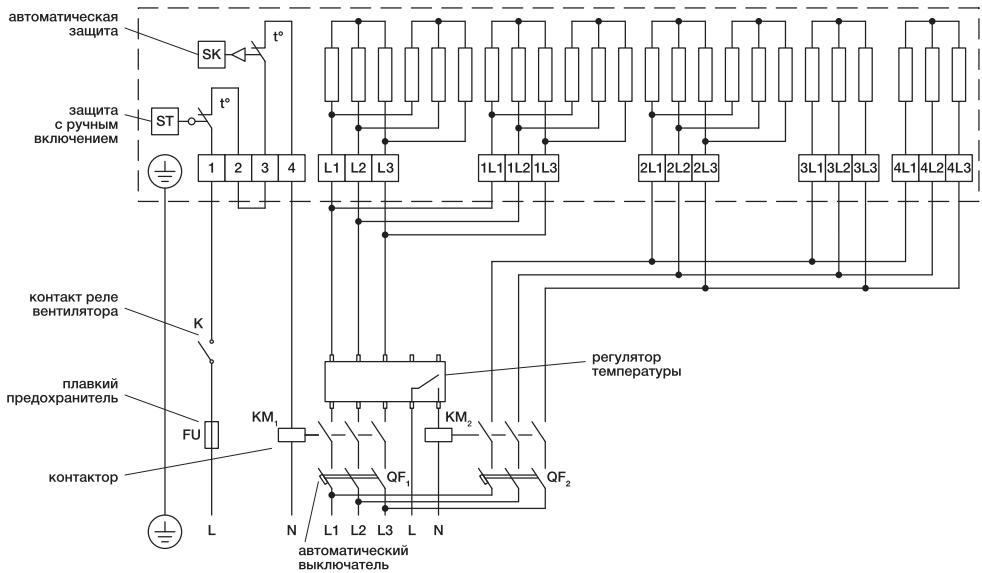 автоматическая
защита
SK
t°
защита
с ручным
включением
ST
t°
1 2 3 4
L1 L2 L3
1L1 1L2 1L3
2L1 2L2 2L3
3L1 3L2 3L3
4L1 4L2 4L3
контакт реле
вентилятора
K
регулятор
температуры
плавкий
предохранитель
FU
KM1
KM2
контактор
QF1
QF2
L N L1 L2 L3 L N
автоматический
выключатель